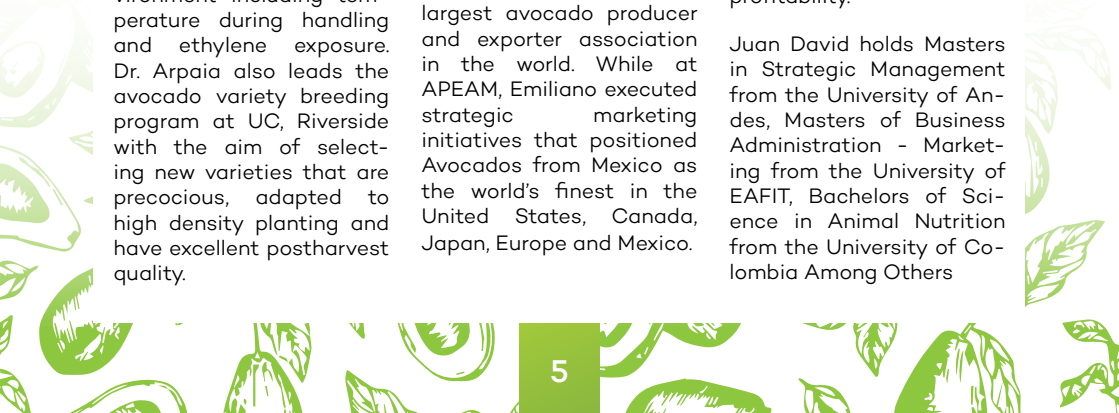 vironment including tem-
perature during handling
and ethylene exposure.
Dr. Arpaia also leads the
avocado variety breeding
program at UC, Riverside
with the aim of select-
ing new varieties that are
precocious, adapted to
high density planting and
have excellent postharvest
quality.
largest avocado producer
and exporter association
in the world. While at
APEAM, Emiliano executed
strategic marketing
initiatives that positioned
Avocados from Mexico as
the world's finest in the
United States, Canada,
Japan, Europe and Mexico.
profitability.
Juan David holds Masters
in Strategic Management
from the University of An-
des, Masters of Business
Administration - Market-
ing from the University of
EAFIT, Bachelors of Sci-
ence in Animal Nutrition
from the University of Co-
lombia Among Others
5